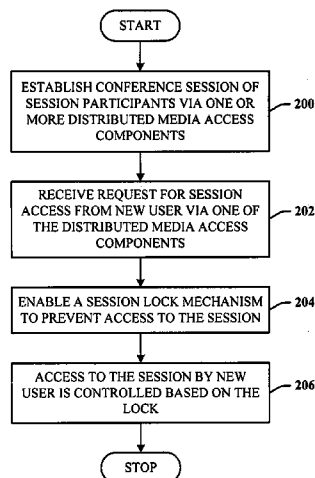 START
ESTABLISH CONFERENCE SESSION OF
SESSION PARTICIPANTS VIA ONE OR
MORE DISTRIBUTED MEDIA ACCESS
COMPONENTS
200
RECEIVE REQUEST FOR SESSION
ACCESS FROM NEW USER VIA ONE OF
THE DISTRIBUTED MEDIA ACCESS
COMPONENTS
202
ENABLE A SESSION LOCK MECHANISM
TO PREVENT ACCESS TO THE SESSION
204
ACCESS TO THE SESSION BY NEW
USER IS CONTROLLED BASED ON THE
LOCK
206
STOP